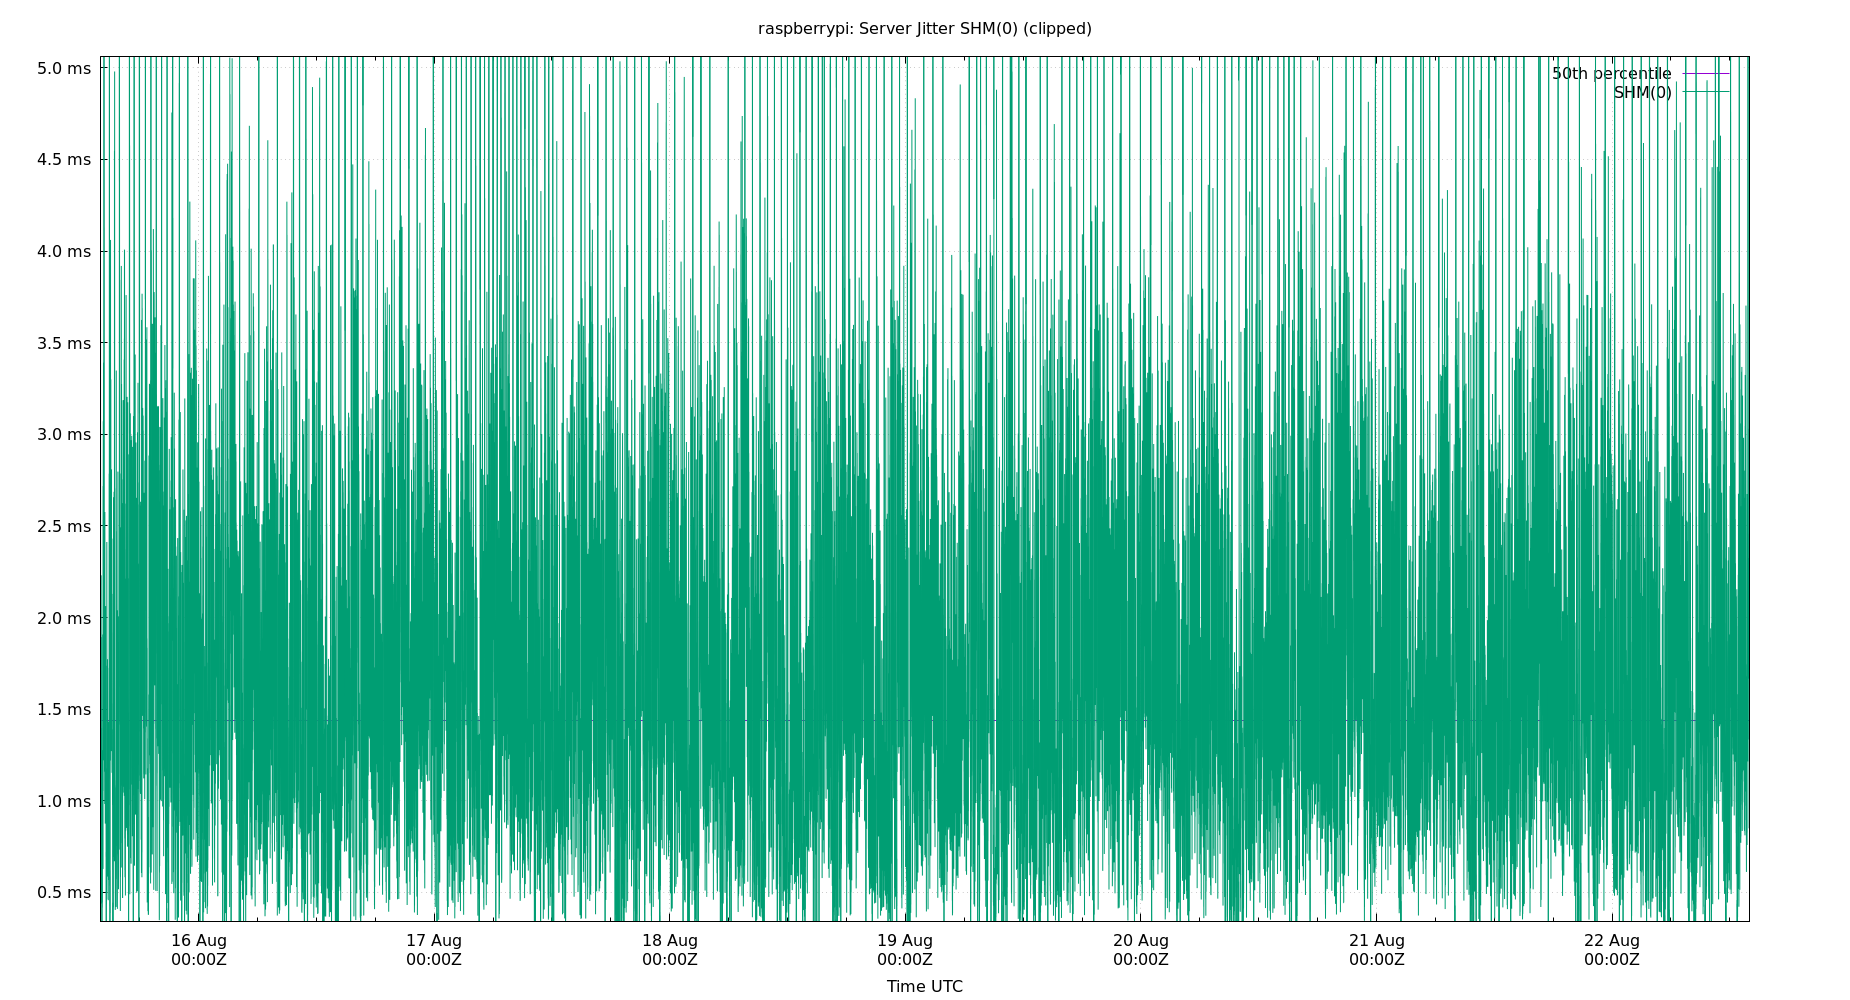 raspberrypi: Server Jitter SHM(0) (clipped)
5.0 ms
50th percentile
SHM(0)
4.5 ms
4.0 ms
3.5 ms
3.0 ms
2.5 ms
2.0 ms
1.5 ms
1.0 ms
0.5 ms
16 Aug 17 Aug 18 Aug 19 Aug 20 Aug 21 Aug 22 Aug
00:00Z 00:00Z 00:00Z 00:00Z 00:00Z 00:00Z 00:00Z
Time UTC